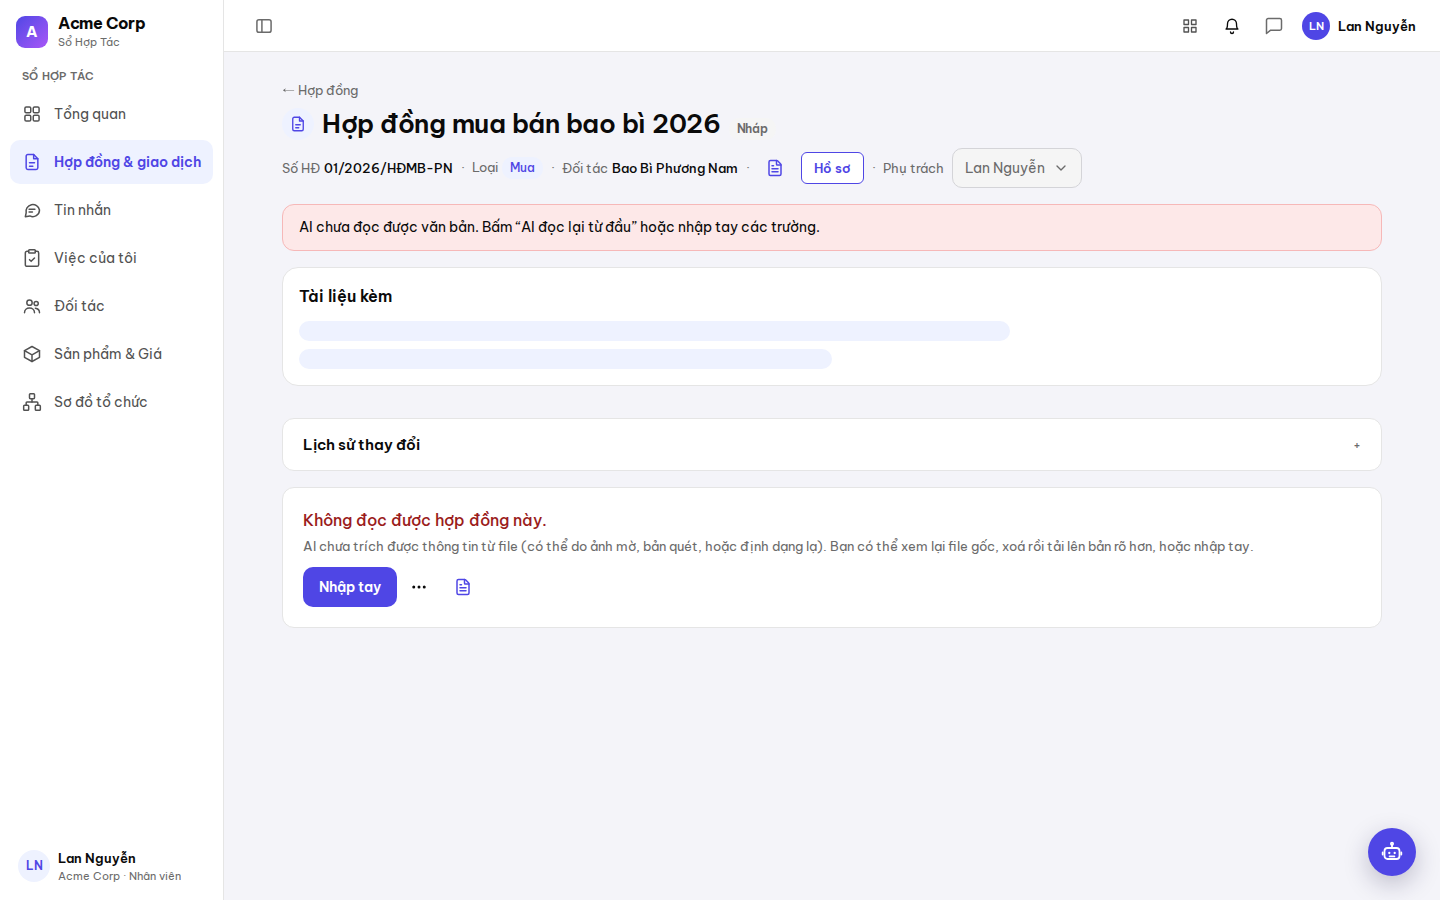 A
Acme Corp
Sổ Hợp Tác
SỔ HỢP TÁC
Tổng quan
Hợp đồng & giao dịch
Tin nhắn
Việc của tôi
Đối tác
Sản phẩm & Giá
Sơ đồ tổ chức
LN
Lan Nguyễn
Acme Corp · Nhân viên
LN Lan Nguyễn
← Hợp đồng
Hợp đồng mua bán bao bì 2026 Nháp
Số HĐ 01/2026/HĐMB-PN · Loại Mua · Đối tác Bao Bì Phương Nam · Hồ sơ · Phụ trách Lan Nguyễn
AI chưa đọc được văn bản. Bấm “AI đọc lại từ đầu” hoặc nhập tay các trường.
Tài liệu kèm
Lịch sử thay đổi +
Không đọc được hợp đồng này.
AI chưa trích được thông tin từ file (có thể do ảnh mờ, bản quét, hoặc định dạng lạ). Bạn có thể xem lại file gốc, xoá rồi tải lên bản rõ hơn, hoặc nhập tay.
Nhập tay ···